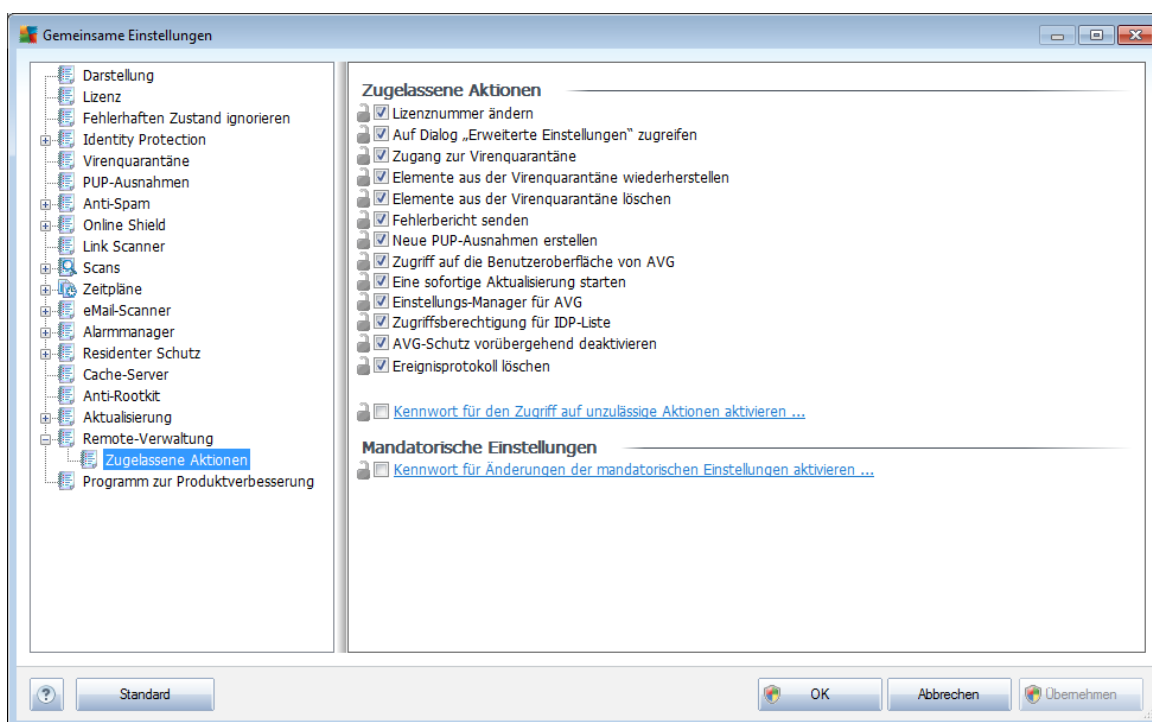 Gemeinsame Einstellungen
Darstellung
Lizenz
Fehlerhaften Zustand ignorieren
Identity Protection
Virenquarantäne
PUP-Ausnahmen
Anti-Spam
Online Shield
Link Scanner
Scans
Zeitpläne
eMail-Scanner
Alarmmanager
Residenter Schutz
Cache-Server
Anti-Rootkit
Aktualisierung
Remote-Verwaltung
Zugelassene Aktionen
Programm zur Produktverbesserung
Zugelassene Aktionen
Lizenznummer ändern
Auf Dialog „Erweiterte Einstellungen“ zugreifen
Zugang zur Virenquarantäne
Elemente aus der Virenquarantäne wiederherstellen
Elemente aus der Virenquarantäne löschen
Fehlerbericht senden
Neue PUP-Ausnahmen erstellen
Zugriff auf die Benutzeroberfläche von AVG
Eine sofortige Aktualisierung starten
Einstellungs-Manager für AVG
Zugriffsberechtigung für IDP-Liste
AVG-Schutz vorübergehend deaktivieren
Ereignisprotokoll löschen
Kennwort für den Zugriff auf unzulässige Aktionen aktivieren ...
Mandatorische Einstellungen
Kennwort für Änderungen der mandatorischen Einstellungen aktivieren ...
? Standard OK Abbrechen Übernehmen